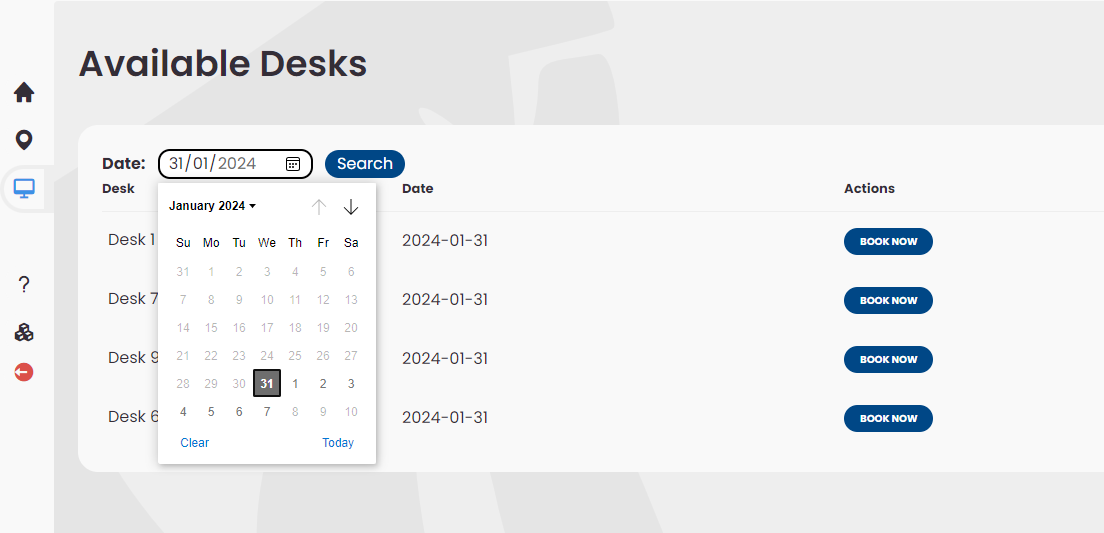 Available Desks
Date: 31/01/2024 Search
Desk Date Actions
January 2024
Su Mo Tu We Th Fr Sa
31 1 2 3 4 5 6
7 8 9 10 11 12 13
14 15 16 17 18 19 20
21 22 23 24 25 26 27
28 29 30 31 1 2 3
4 5 6 7 8 9 10
Clear Today
Desk 1 2024-01-31 BOOK NOW
Desk 7 2024-01-31 BOOK NOW
Desk 9 2024-01-31 BOOK NOW
Desk 6 2024-01-31 BOOK NOW
?